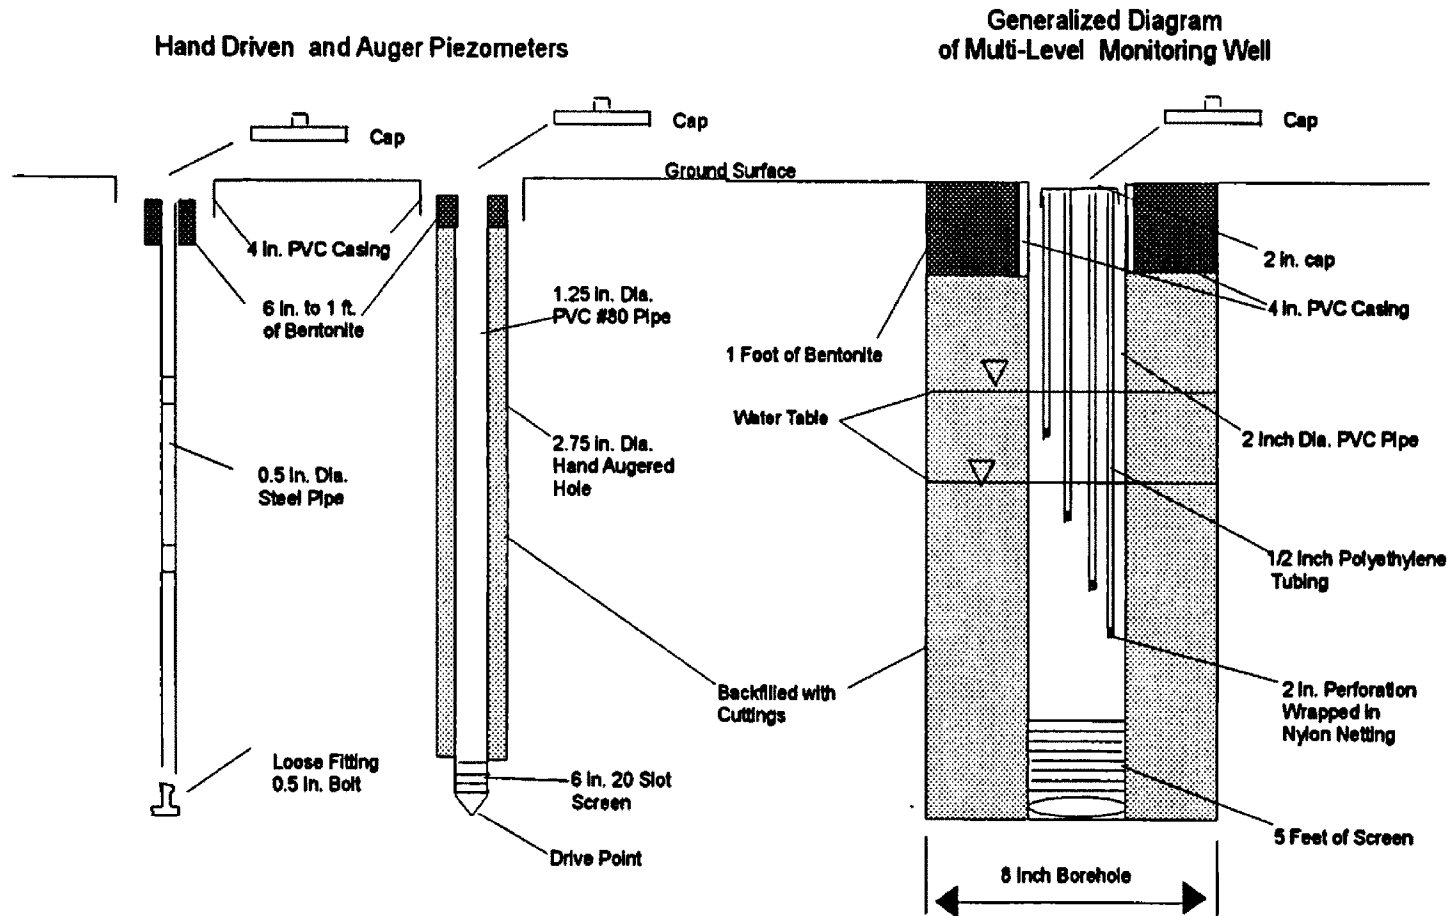 Hand Driven and Auger Piezometers
Generalized Diagram
of Multi-Level Monitoring Well
Cap
Cap
Cap
Ground Surface
4 in. PVC Casing
6 in. to 1 ft.
of Bentonite
1.25 in. Dia.
PVC #80 Pipe
2 in. cap
4 in. PVC Casing
1 Foot of Bentonite
Water Table
2 Inch Dia. PVC Pipe
2.75 in. Dia.
Hand Augered
Hole
0.5 in. Dia.
Steel Pipe
1/2 Inch Polyethylene
Tubing
Backfilled with
Cuttings
2 in. Perforation
Wrapped in
Nylon Netting
Loose Fitting
0.5 in. Bolt
6 in. 20 Slot
Screen
5 Feet of Screen
Drive Point
8 Inch Borehole